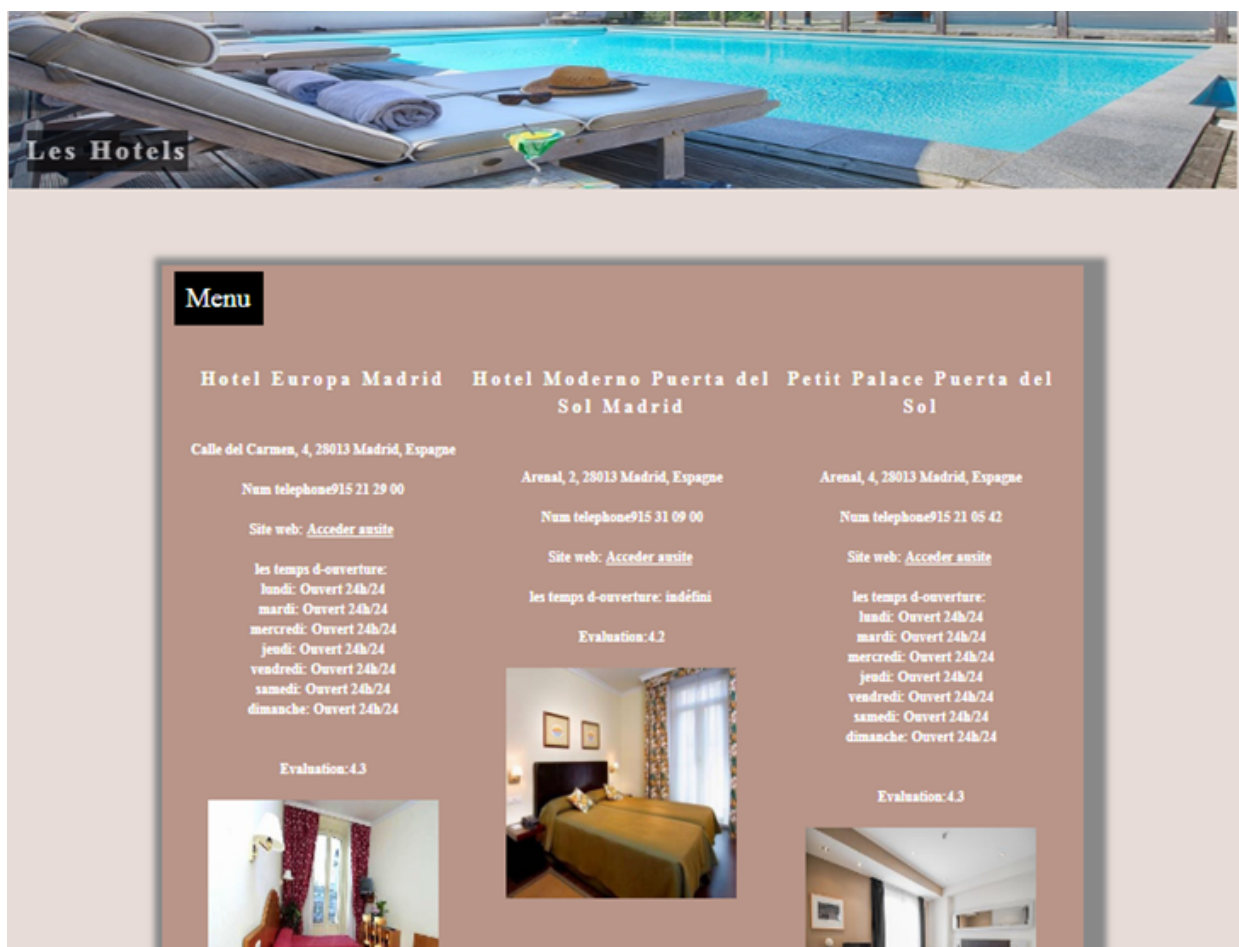 Les Hotels
Menu
Hotel Europa Madrid
Calle del Carmen, 4, 28013 Madrid, Espagne
Num telephone915 21 29 00
Site web: Acceder ausite
les temps d-ouverture:
lundi: Ouvert 24h/24
mardi: Ouvert 24h/24
mercredi: Ouvert 24h/24
jeudi: Ouvert 24h/24
vendredi: Ouvert 24h/24
samedi: Ouvert 24h/24
dimanche: Ouvert 24h/24
Evaluation:4.3
Hotel Moderno Puerta del
Sol Madrid
Arenal, 2, 28013 Madrid, Espagne
Num telephone915 31 09 00
Site web: Acceder ausite
les temps d-ouverture: indéfini
Evaluation:4.2
Petit Palace Puerta del
Sol
Arenal, 4, 28013 Madrid, Espagne
Num telephone915 21 05 42
Site web: Acceder ausite
les temps d-ouverture:
lundi: Ouvert 24h/24
mardi: Ouvert 24h/24
mercredi: Ouvert 24h/24
jeudi: Ouvert 24h/24
vendredi: Ouvert 24h/24
samedi: Ouvert 24h/24
dimanche: Ouvert 24h/24
Evaluation:4.3